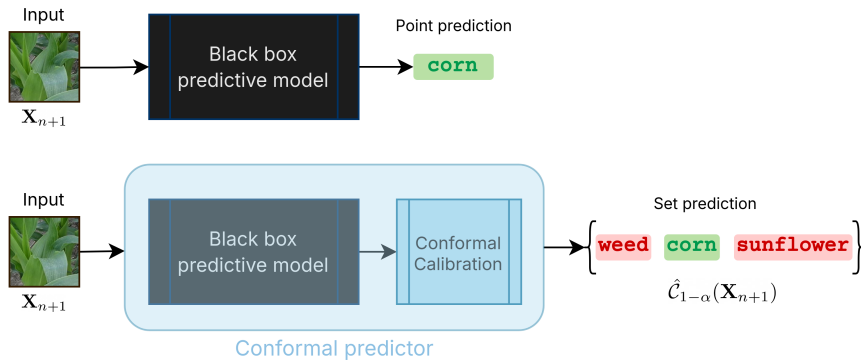 Input
Point prediction
Black box
predictive model
corn
X_{n+1}
Input
Set prediction
Black box
predictive model
Conformal
Calibration
{ weed corn sunflower }
X_{n+1}
Ĉ_{1−α}(X_{n+1})
Conformal predictor